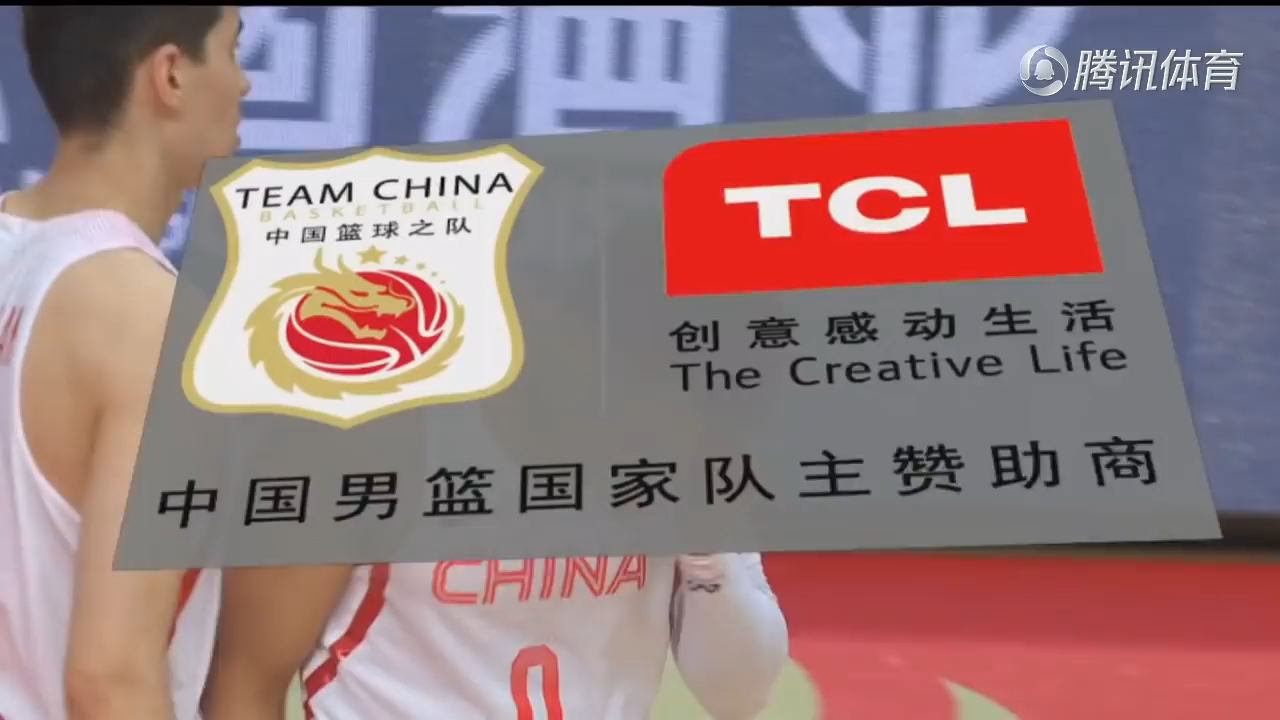 腾讯体育
TEAM CHINA
BASKETBALL
中国篮球之队
TCL
创意感动生活
The Creative Life
中国男篮国家队主赞助商
CHINA
0